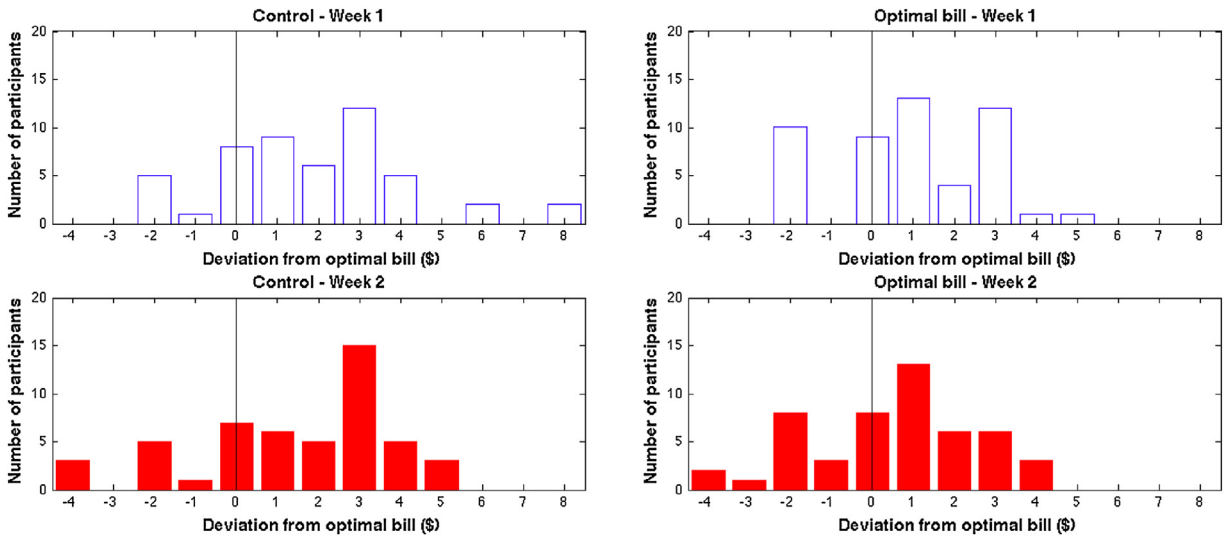 Control - Week 1
Number of participants
20
15
10
5
0
-4 -3 -2 -1 0 1 2 3 4 5 6 7 8
Deviation from optimal bill ($)
Optimal bill - Week 1
Number of participants
20
15
10
5
0
-4 -3 -2 -1 0 1 2 3 4 5 6 7 8
Deviation from optimal bill ($)
Control - Week 2
Number of participants
20
15
10
5
0
-4 -3 -2 -1 0 1 2 3 4 5 6 7 8
Deviation from optimal bill ($)
Optimal bill - Week 2
Number of participants
20
15
10
5
0
-4 -3 -2 -1 0 1 2 3 4 5 6 7 8
Deviation from optimal bill ($)